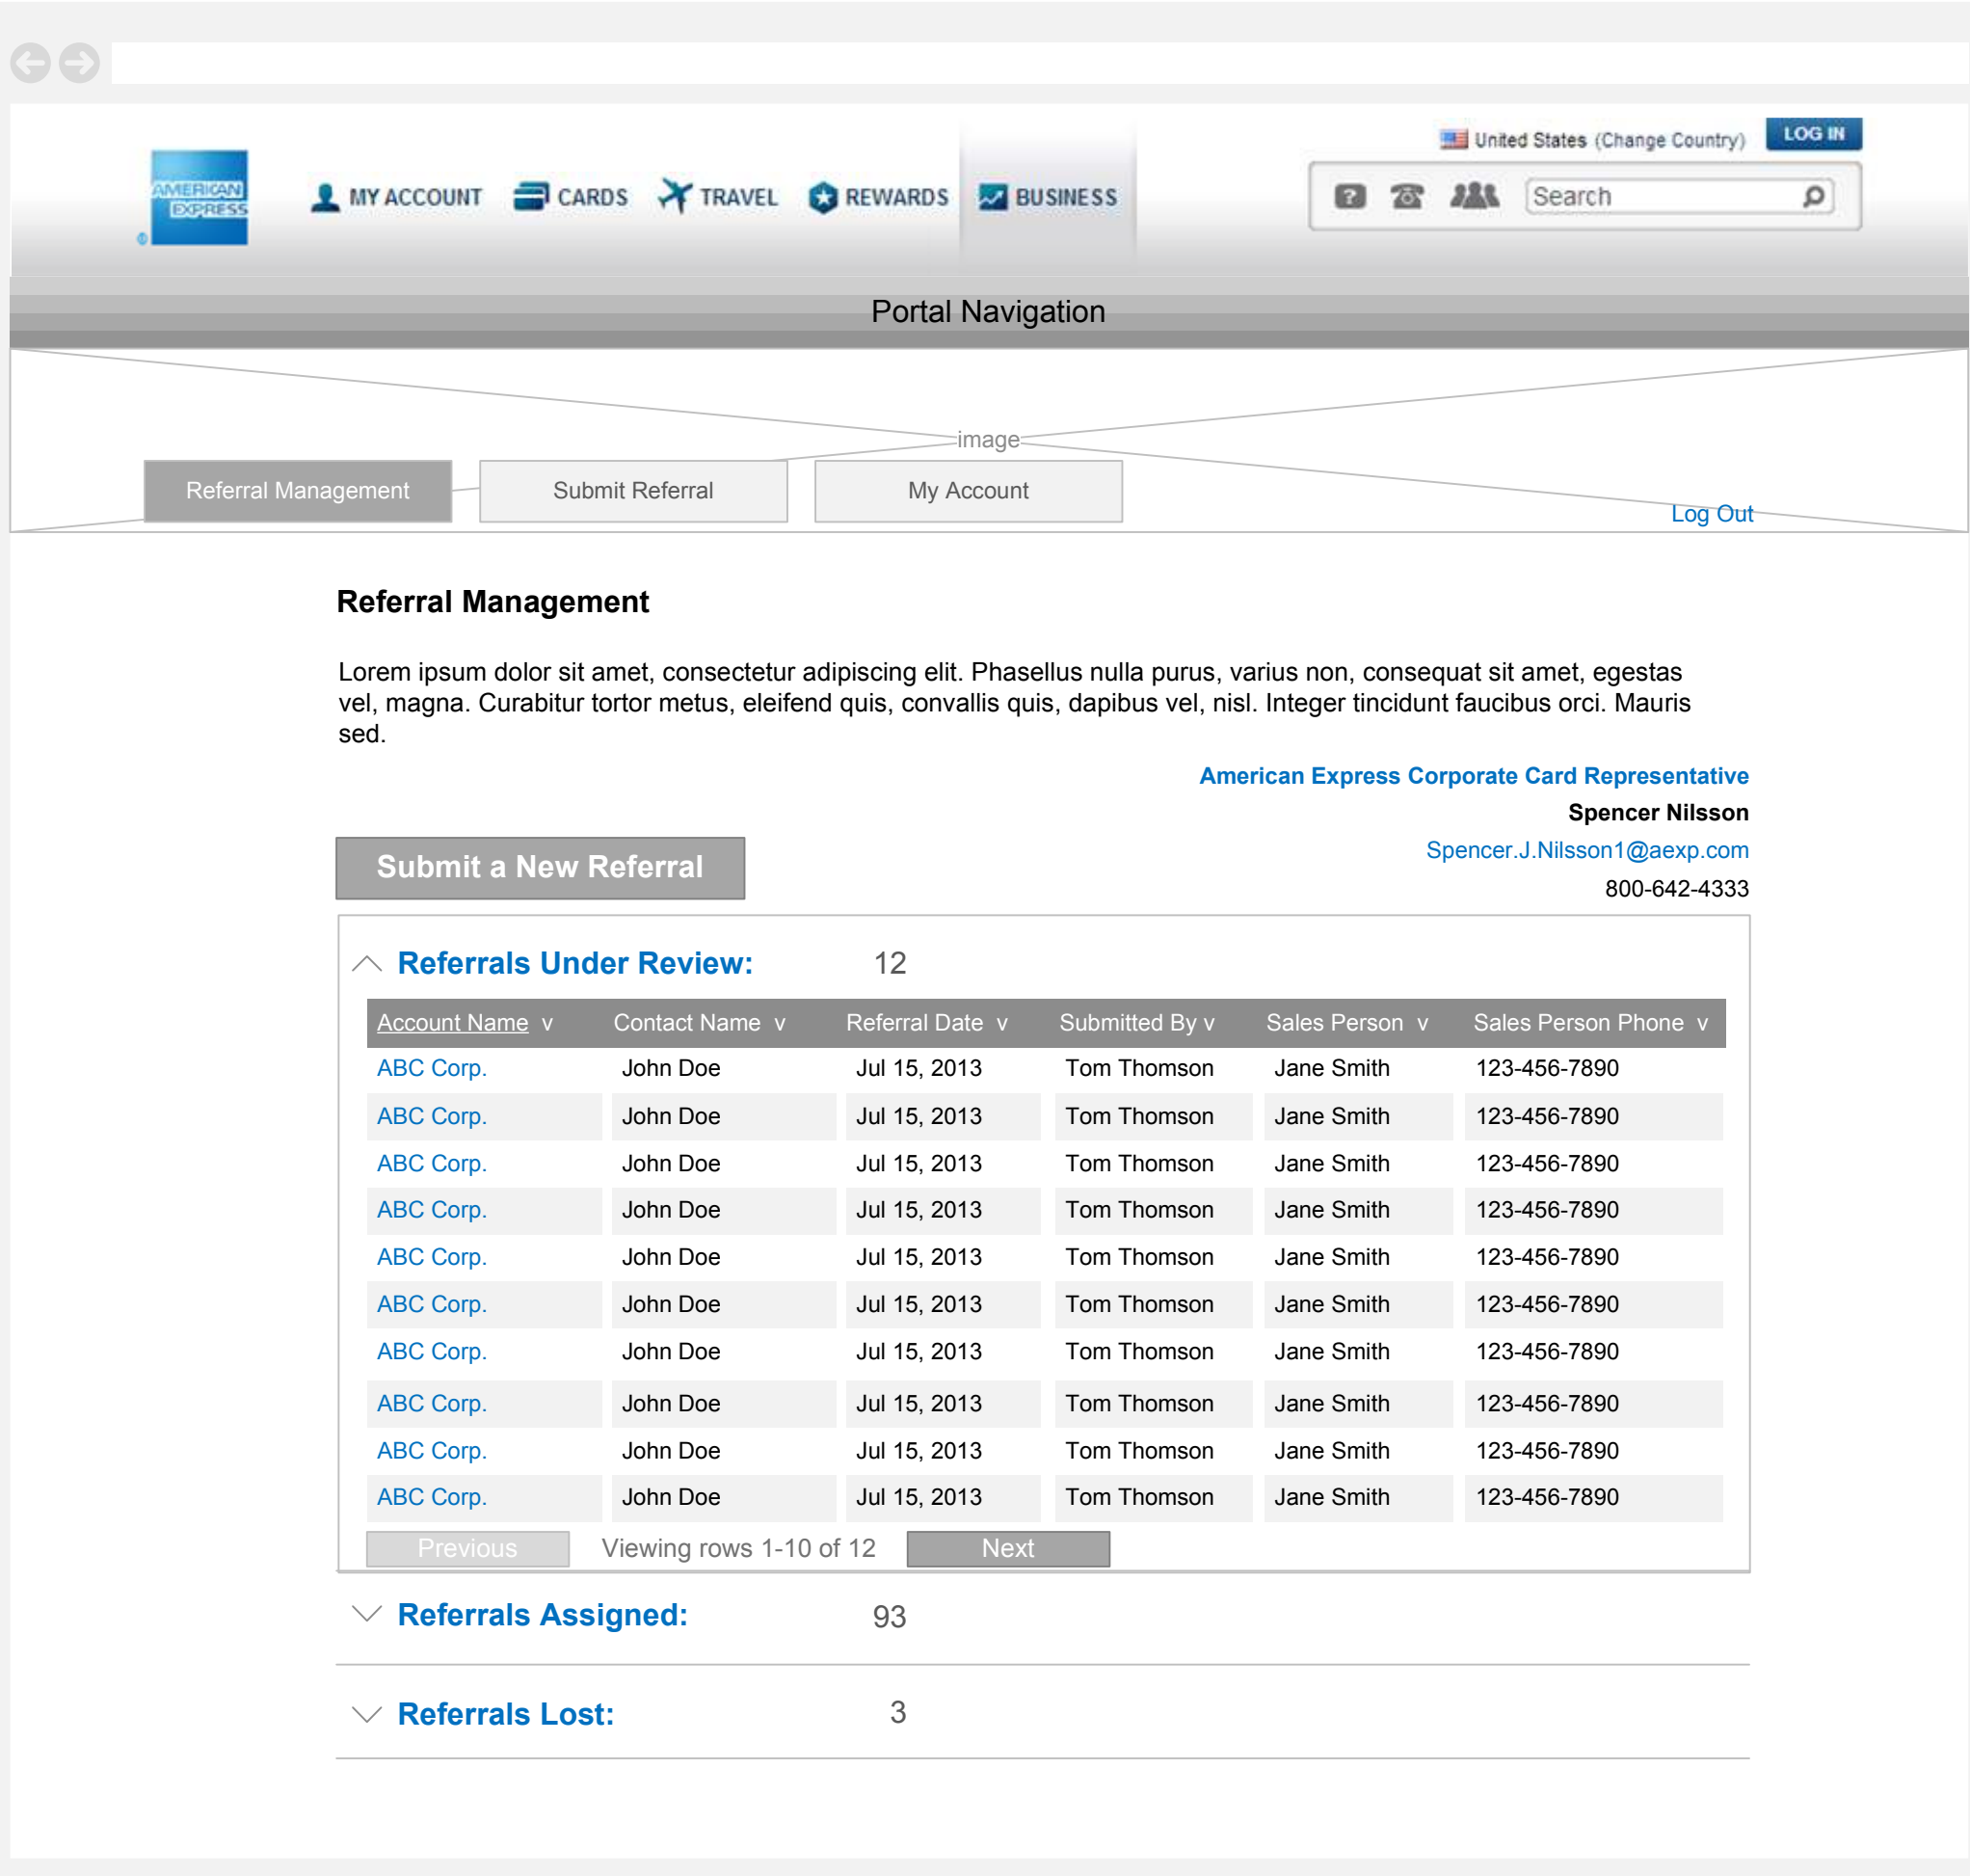 United States (Change Country) LOG IN
AMERICAN EXPRESS ®
MY ACCOUNT CARDS TRAVEL REWARDS BUSINESS
? Search
Portal Navigation
image
Referral Management Submit Referral My Account
Log Out
Referral Management
Lorem ipsum dolor sit amet, consectetur adipiscing elit. Phasellus nulla purus, varius non, consequat sit amet, egestas
vel, magna. Curabitur tortor metus, eleifend quis, convallis quis, dapibus vel, nisl. Integer tincidunt faucibus orci. Mauris
sed.
American Express Corporate Card Representative
Spencer Nilsson
Spencer.J.Nilsson1@aexp.com
800-642-4333
Submit a New Referral
Referrals Under Review: 12
Account Name v Contact Name v Referral Date v Submitted By v Sales Person v Sales Person Phone v
ABC Corp. John Doe Jul 15, 2013 Tom Thomson Jane Smith 123-456-7890
ABC Corp. John Doe Jul 15, 2013 Tom Thomson Jane Smith 123-456-7890
ABC Corp. John Doe Jul 15, 2013 Tom Thomson Jane Smith 123-456-7890
ABC Corp. John Doe Jul 15, 2013 Tom Thomson Jane Smith 123-456-7890
ABC Corp. John Doe Jul 15, 2013 Tom Thomson Jane Smith 123-456-7890
ABC Corp. John Doe Jul 15, 2013 Tom Thomson Jane Smith 123-456-7890
ABC Corp. John Doe Jul 15, 2013 Tom Thomson Jane Smith 123-456-7890
ABC Corp. John Doe Jul 15, 2013 Tom Thomson Jane Smith 123-456-7890
ABC Corp. John Doe Jul 15, 2013 Tom Thomson Jane Smith 123-456-7890
ABC Corp. John Doe Jul 15, 2013 Tom Thomson Jane Smith 123-456-7890
Previous Viewing rows 1-10 of 12 Next
Referrals Assigned: 93
Referrals Lost: 3